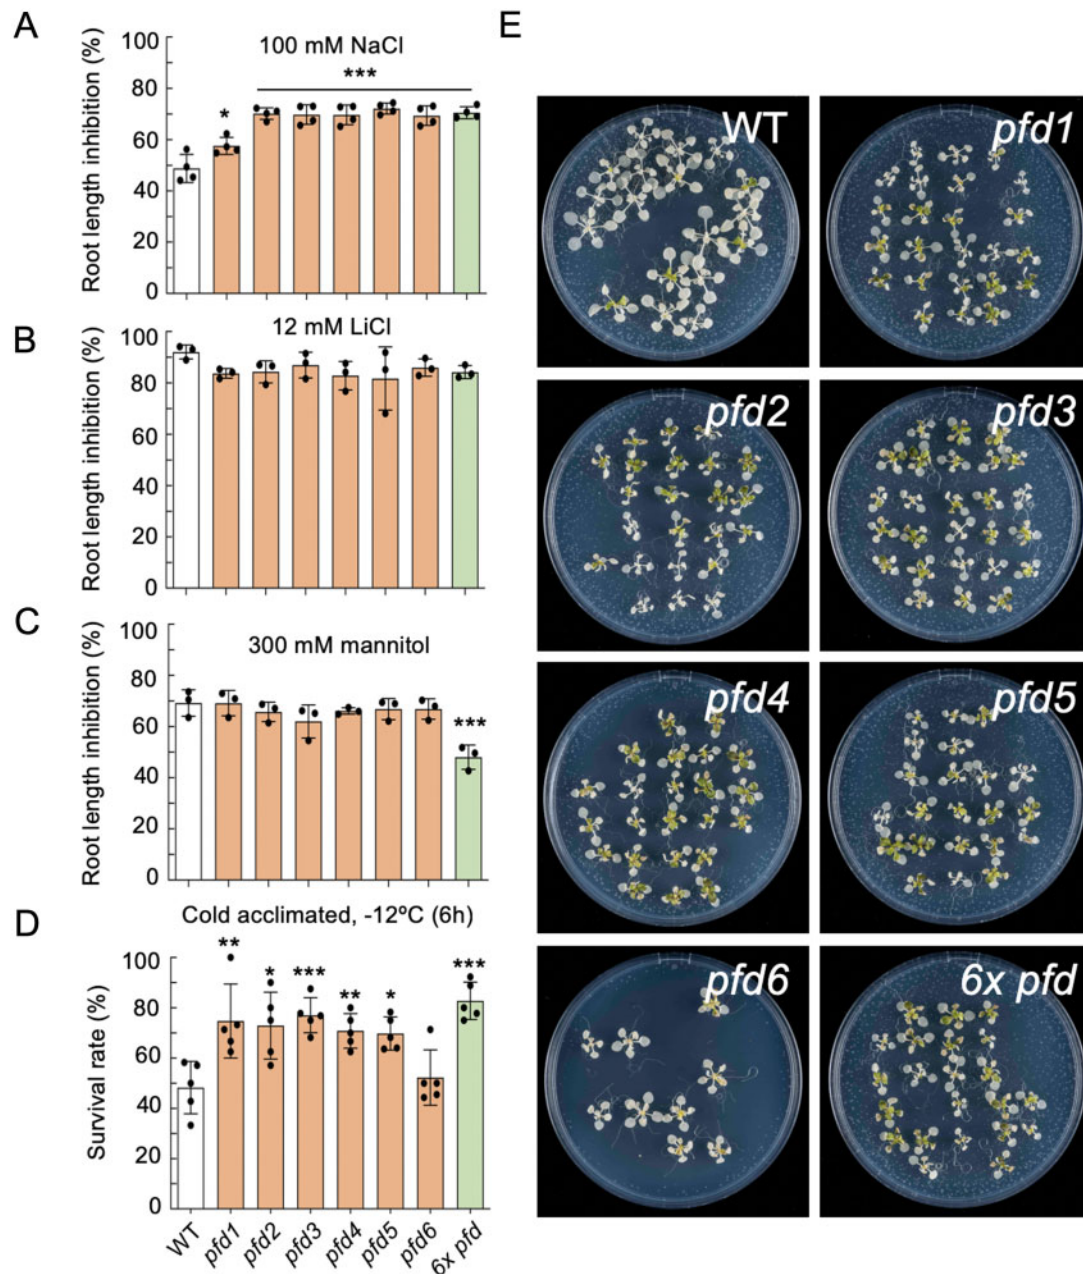 A
Root length inhibition (%)
100
80
60
40
20
0
100 mM NaCl
***
*
B
Root length inhibition (%)
100
80
60
40
20
0
12 mM LiCl
C
Root length inhibition (%)
100
80
60
40
20
0
300 mM mannitol
***
D
Cold acclimated, -12ºC (6h)
Survival rate (%)
100
80
60
40
20
0
** * *** ** * ***
WT pfd1 pfd2 pfd3 pfd4 pfd5 pfd6 6x pfd
E
WT
pfd1
pfd2
pfd3
pfd4
pfd5
pfd6
6x pfd